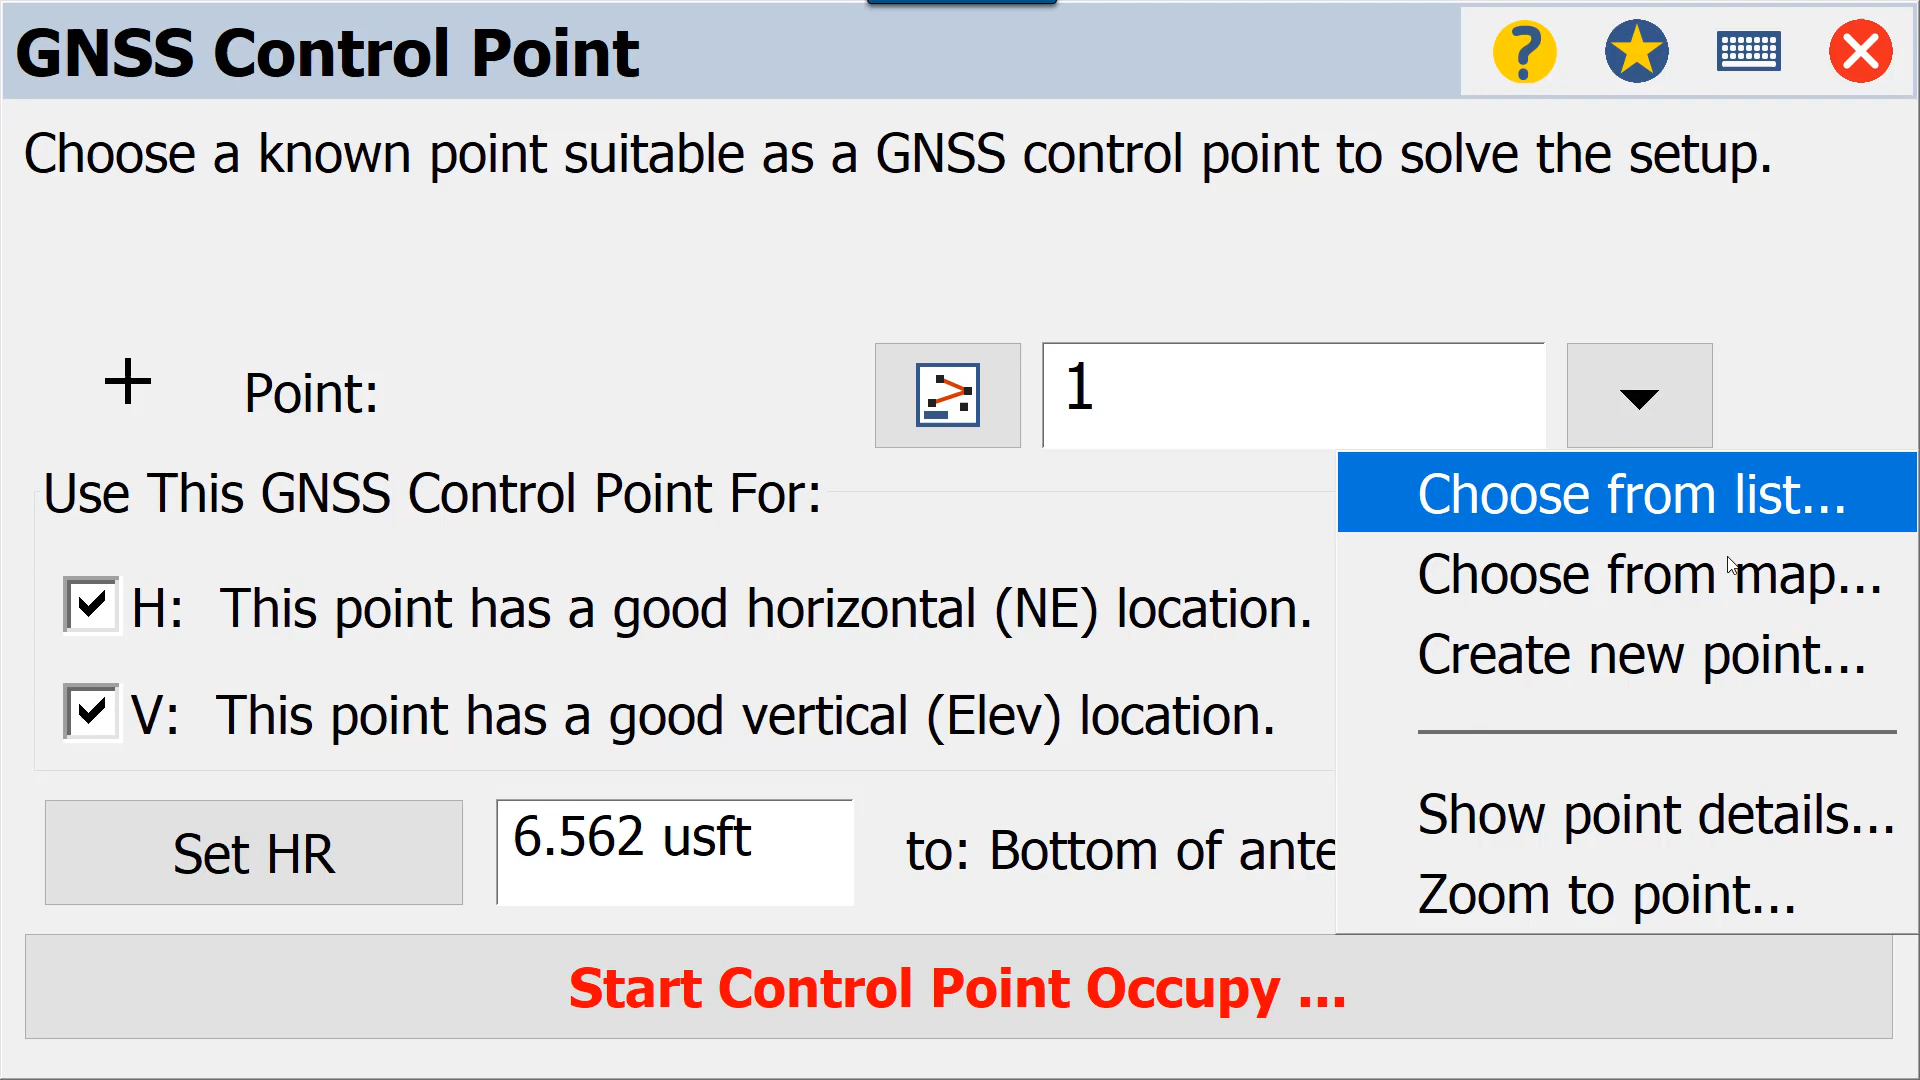 GNSS Control Point
Choose a known point suitable as a GNSS control point to solve the setup.
Point:
1
Use This GNSS Control Point For:
H: This point has a good horizontal (NE) location.
V: This point has a good vertical (Elev) location.
Choose from list...
Choose from map...
Create new point...
Show point details...
Zoom to point...
Set HR
6.562 usft
to: Bottom of ante
Start Control Point Occupy ...